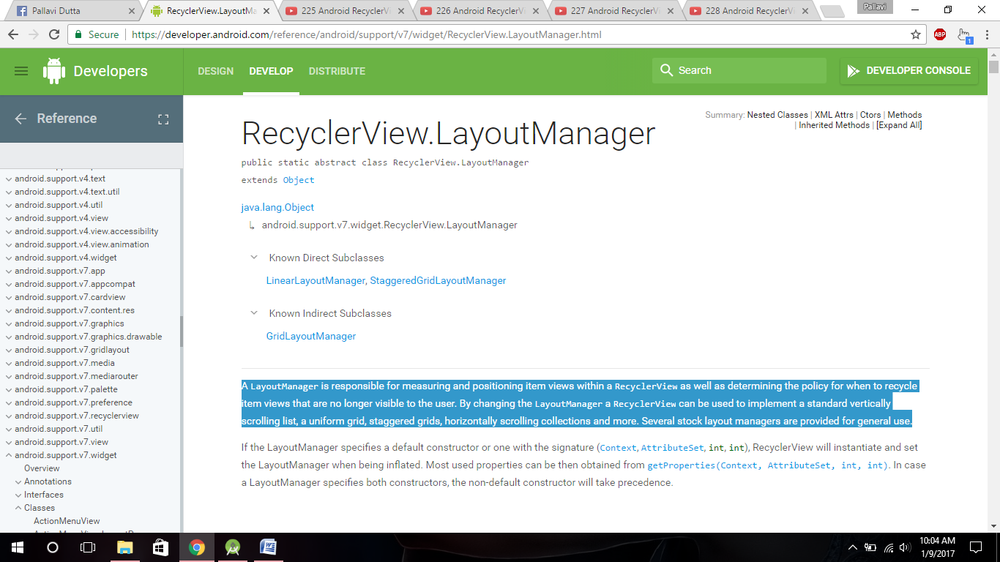 Pallavi Dutta
RecyclerView.LayoutMa
225 Android RecyclerVi
226 Android RecyclerVi
227 Android RecyclerVi
228 Android RecyclerVi
Pallavi
Secure
https://developer.android.com/reference/android/support/v7/widget/RecyclerView.LayoutManager.html
ABP
1
Developers
DESIGN DEVELOP DISTRIBUTE
Search
DEVELOPER CONSOLE
Reference
android.support.v4.text
android.support.v4.text.util
android.support.v4.util
android.support.v4.view
android.support.v4.view.accessibility
android.support.v4.view.animation
android.support.v4.widget
android.support.v7.app
android.support.v7.appcompat
android.support.v7.cardview
android.support.v7.content.res
android.support.v7.graphics
android.support.v7.graphics.drawable
android.support.v7.gridlayout
android.support.v7.media
android.support.v7.mediarouter
android.support.v7.palette
android.support.v7.preference
android.support.v7.recyclerview
android.support.v7.util
android.support.v7.view
android.support.v7.widget
Overview
Annotations
Interfaces
Classes
ActionMenuView
Summary: Nested Classes | XML Attrs | Ctors | Methods
| Inherited Methods | [Expand All]
RecyclerView.LayoutManager
public static abstract class RecyclerView.LayoutManager
extends Object
java.lang.Object
↳ android.support.v7.widget.RecyclerView.LayoutManager
Known Direct Subclasses
LinearLayoutManager, StaggeredGridLayoutManager
Known Indirect Subclasses
GridLayoutManager
A LayoutManager is responsible for measuring and positioning item views within a RecyclerView as well as determining the policy for when to recycle
item views that are no longer visible to the user. By changing the LayoutManager a RecyclerView can be used to implement a standard vertically
scrolling list, a uniform grid, staggered grids, horizontally scrolling collections and more. Several stock layout managers are provided for general use.
If the LayoutManager specifies a default constructor or one with the signature (Context, AttributeSet, int, int), RecyclerView will instantiate and set
the LayoutManager when being inflated. Most used properties can be then obtained from getProperties(Context, AttributeSet, int, int). In case
a LayoutManager specifies both constructors, the non-default constructor will take precedence.
10:04 AM
1/9/2017